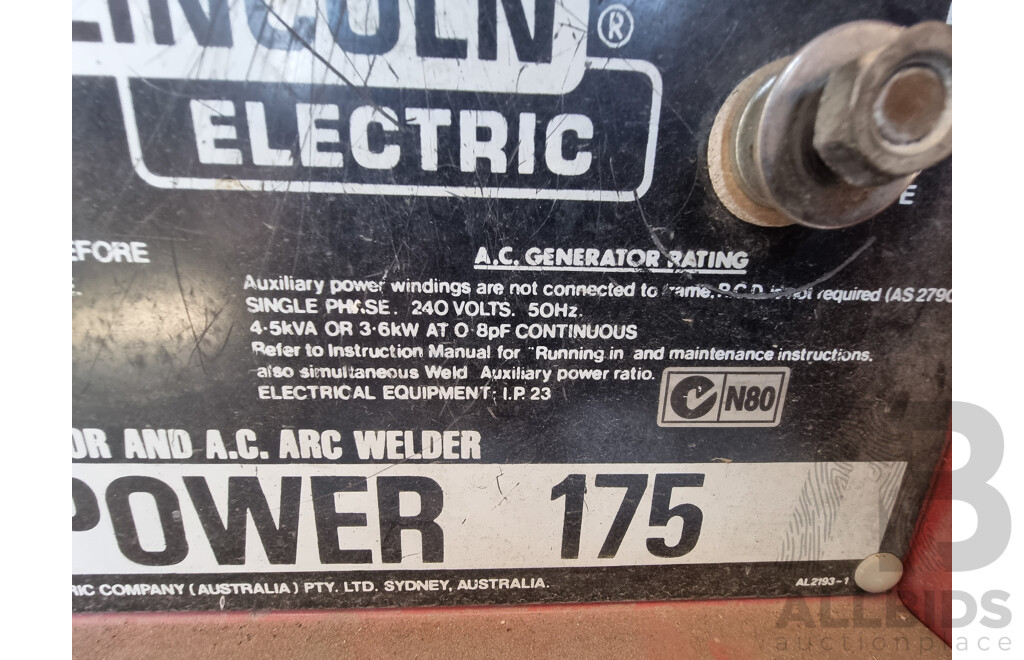 LINCOLN ®
ELECTRIC
EFORE
E
A.C. GENERATOR RATING
Auxiliary power windings are not connected to frame. R.C.D. is not required (AS 2790
SINGLE PHASE. 240 VOLTS. 50Hz.
4·5kVA OR 3·6kW AT 0·8pF CONTINUOUS
Refer to Instruction Manual for "Running in and maintenance instructions.
also simultaneous Weld Auxiliary power ratio.
ELECTRICAL EQUIPMENT: I.P. 23
N80
OR AND A.C. ARC WELDER
POWER 175
RIC COMPANY (AUSTRALIA) PTY. LTD. SYDNEY, AUSTRALIA.
AL2193-1
ALLBIDS
auctionplace